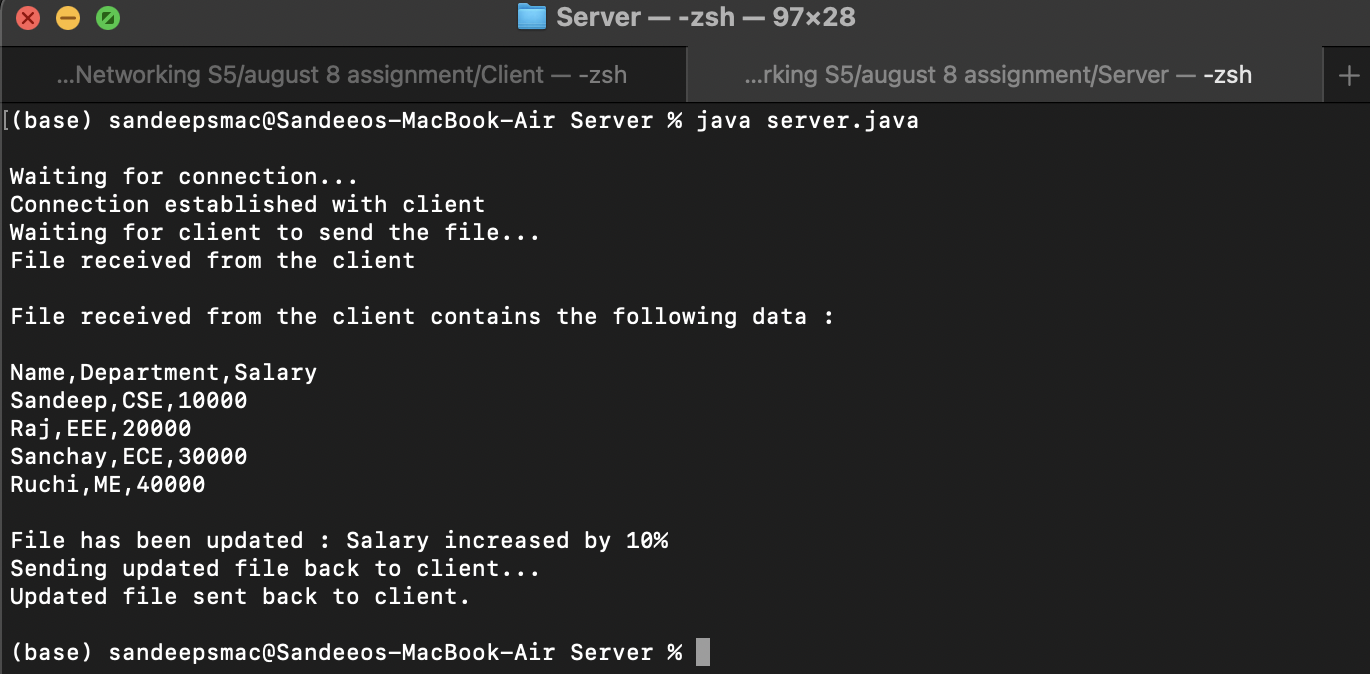 Server — -zsh — 97×28
...Networking S5/august 8 assignment/Client — -zsh
...rking S5/august 8 assignment/Server — -zsh
+
[(base) sandeepsmac@Sandeeos-MacBook-Air Server % java server.java
Waiting for connection...
Connection established with client
Waiting for client to send the file...
File received from the client
File received from the client contains the following data :
Name,Department,Salary
Sandeep,CSE,10000
Raj,EEE,20000
Sanchay,ECE,30000
Ruchi,ME,40000
File has been updated : Salary increased by 10%
Sending updated file back to client...
Updated file sent back to client.
(base) sandeepsmac@Sandeeos-MacBook-Air Server %